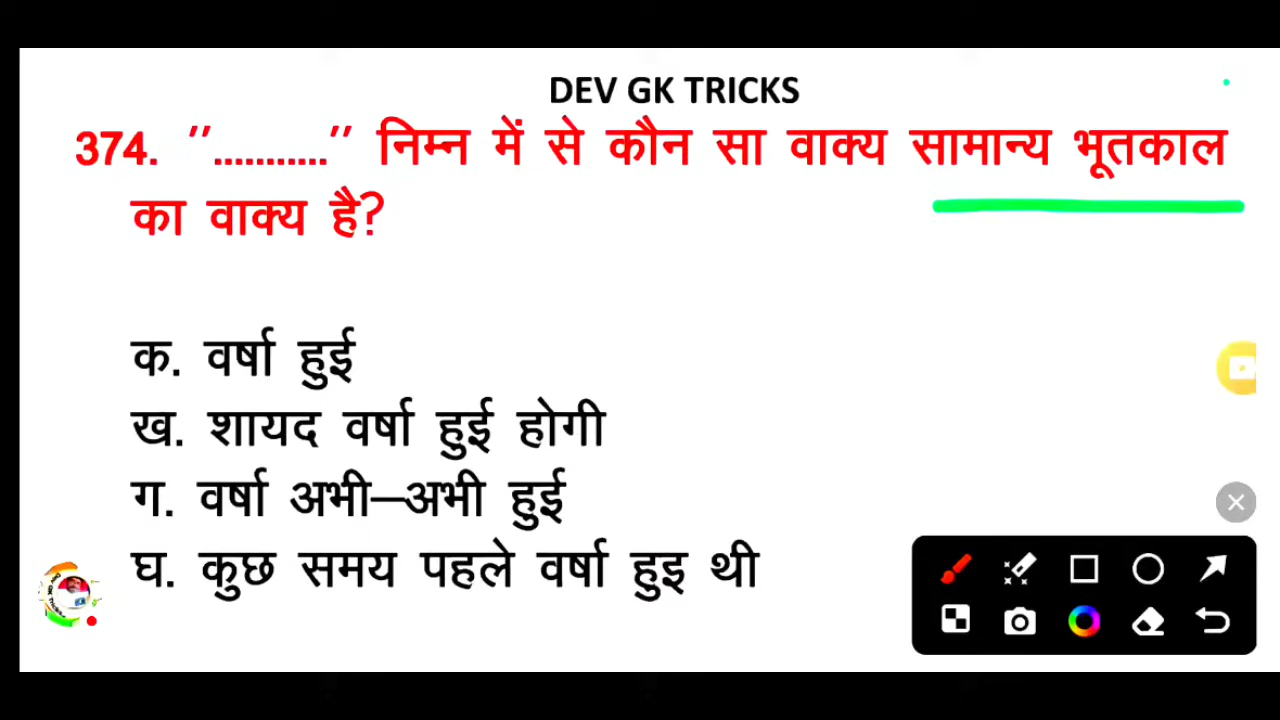 DEV GK TRICKS
374. ’’...........’’ निम्न में से कौन सा वाक्य सामान्य भूतकाल
का वाक्य है?
क. वर्षा हुई
ख. शायद वर्षा हुई होगी
ग. वर्षा अभी–अभी हुई
घ. कुछ समय पहले वर्षा हुइ थी